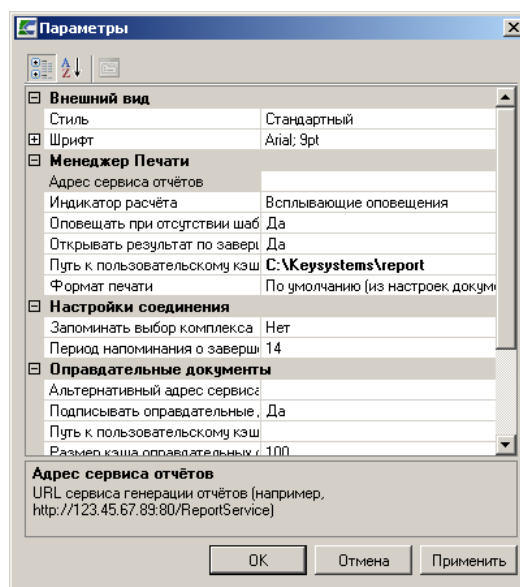 Параметры
Внешний вид
Стиль Стандартный
Шрифт Arial; 9pt
Менеджер Печати
Адрес сервиса отчётов
Индикатор расчёта Всплывающие оповещения
Оповещать при отсутствии шаб Да
Открывать результат по заверш Да
Путь к пользовательскому кэш C:\Keysystems\report
Формат печати По умолчанию (из настроек докум
Настройки соединения
Запоминать выбор комплекса Нет
Период напоминания о заверш 14
Оправдательные документы
Альтернативный адрес сервиса
Подписывать оправдательные Да
Путь к пользовательскому кэш
Размер кэша оправдательных 100
Адрес сервиса отчётов
URL сервиса генерации отчётов (например,
http://123.45.67.89:80/ReportService)
OK Отмена Применить